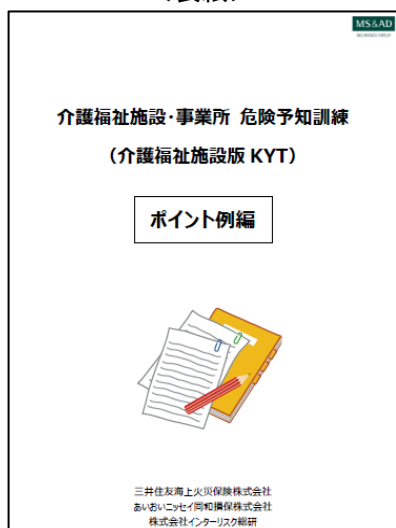 MS&AD
INSURANCE GROUP
介護福祉施設・事業所 危険予知訓練
（介護福祉施設版 KYT）
ポイント例編
三井住友海上火災保険株式会社
あいおいニッセイ同和損保株式会社
株式会社インターリスク総研